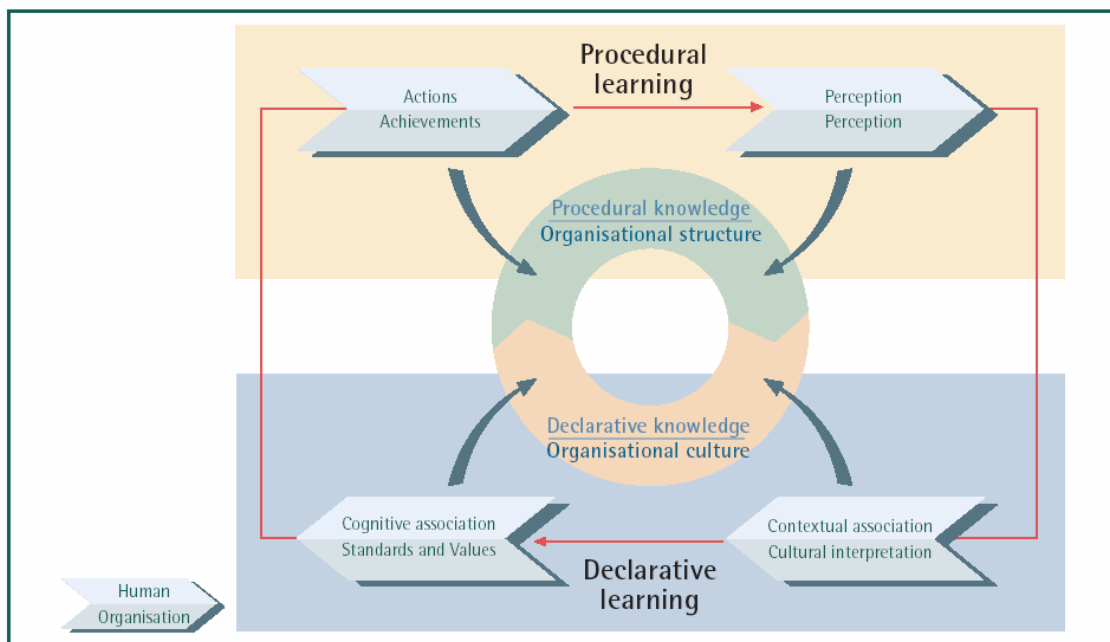 Procedural
learning
Actions
Achievements
Perception
Perception
Procedural knowledge
Organisational structure
Declarative knowledge
Organisational culture
Cognitive association
Standards and Values
Contextual association
Cultural interpretation
Declarative
learning
Human
Organisation